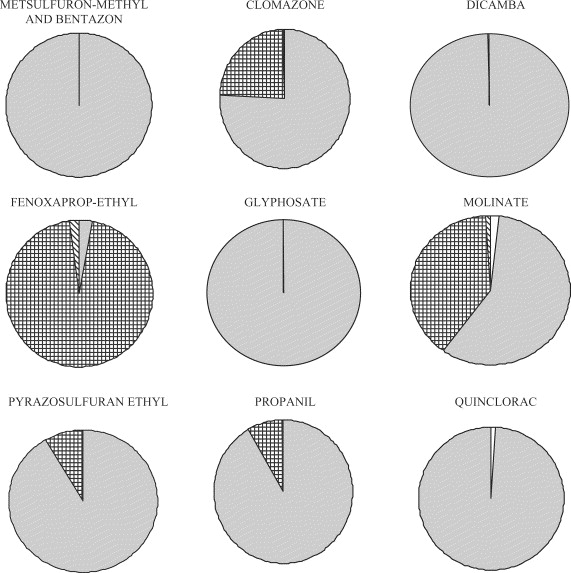 METSULFURON-METHYL
AND BENTAZON
CLOMAZONE
DICAMBA
FENOXAPROP-ETHYL
GLYPHOSATE
MOLINATE
PYRAZOSULFURAN ETHYL
PROPANIL
QUINCLORAC